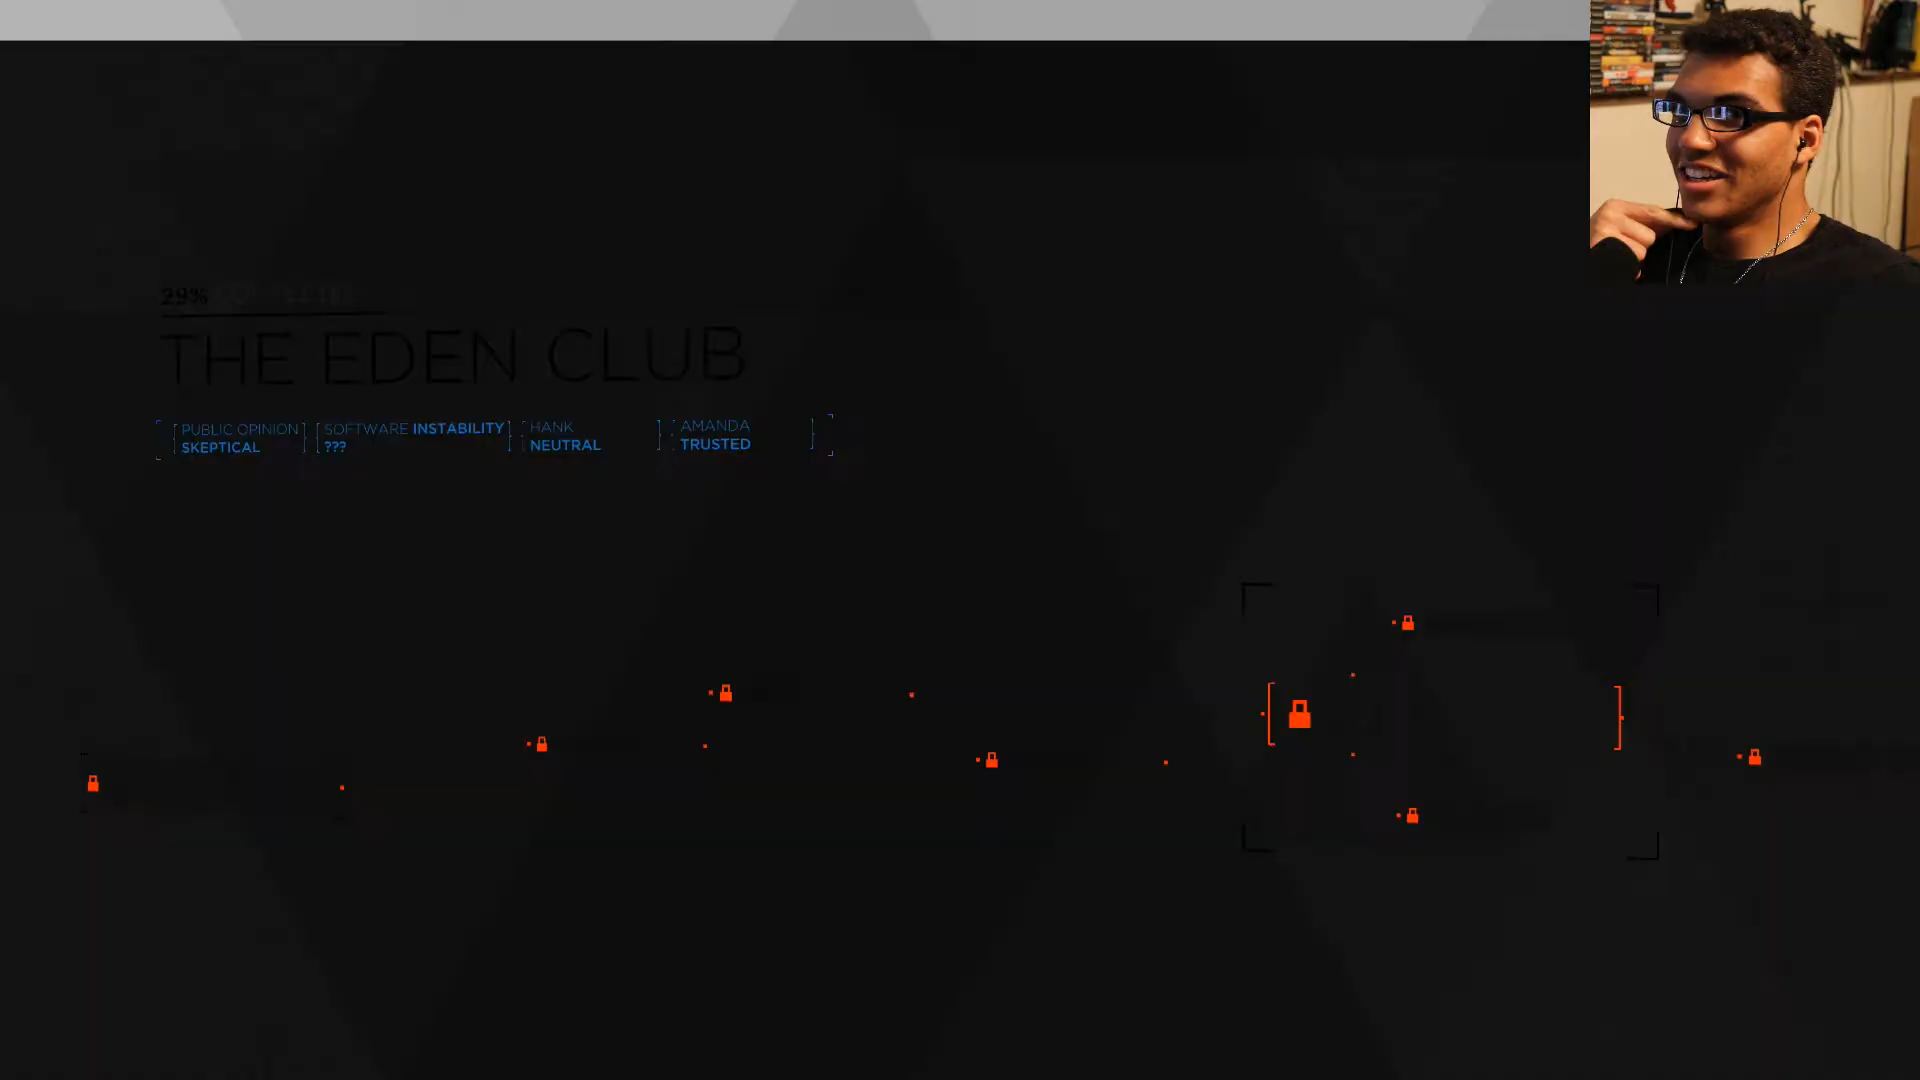 29%
THE EDEN CLUB
PUBLIC OPINION SOFTWARE INSTABILITY HANK AMANDA
SKEPTICAL ??? NEUTRAL TRUSTED